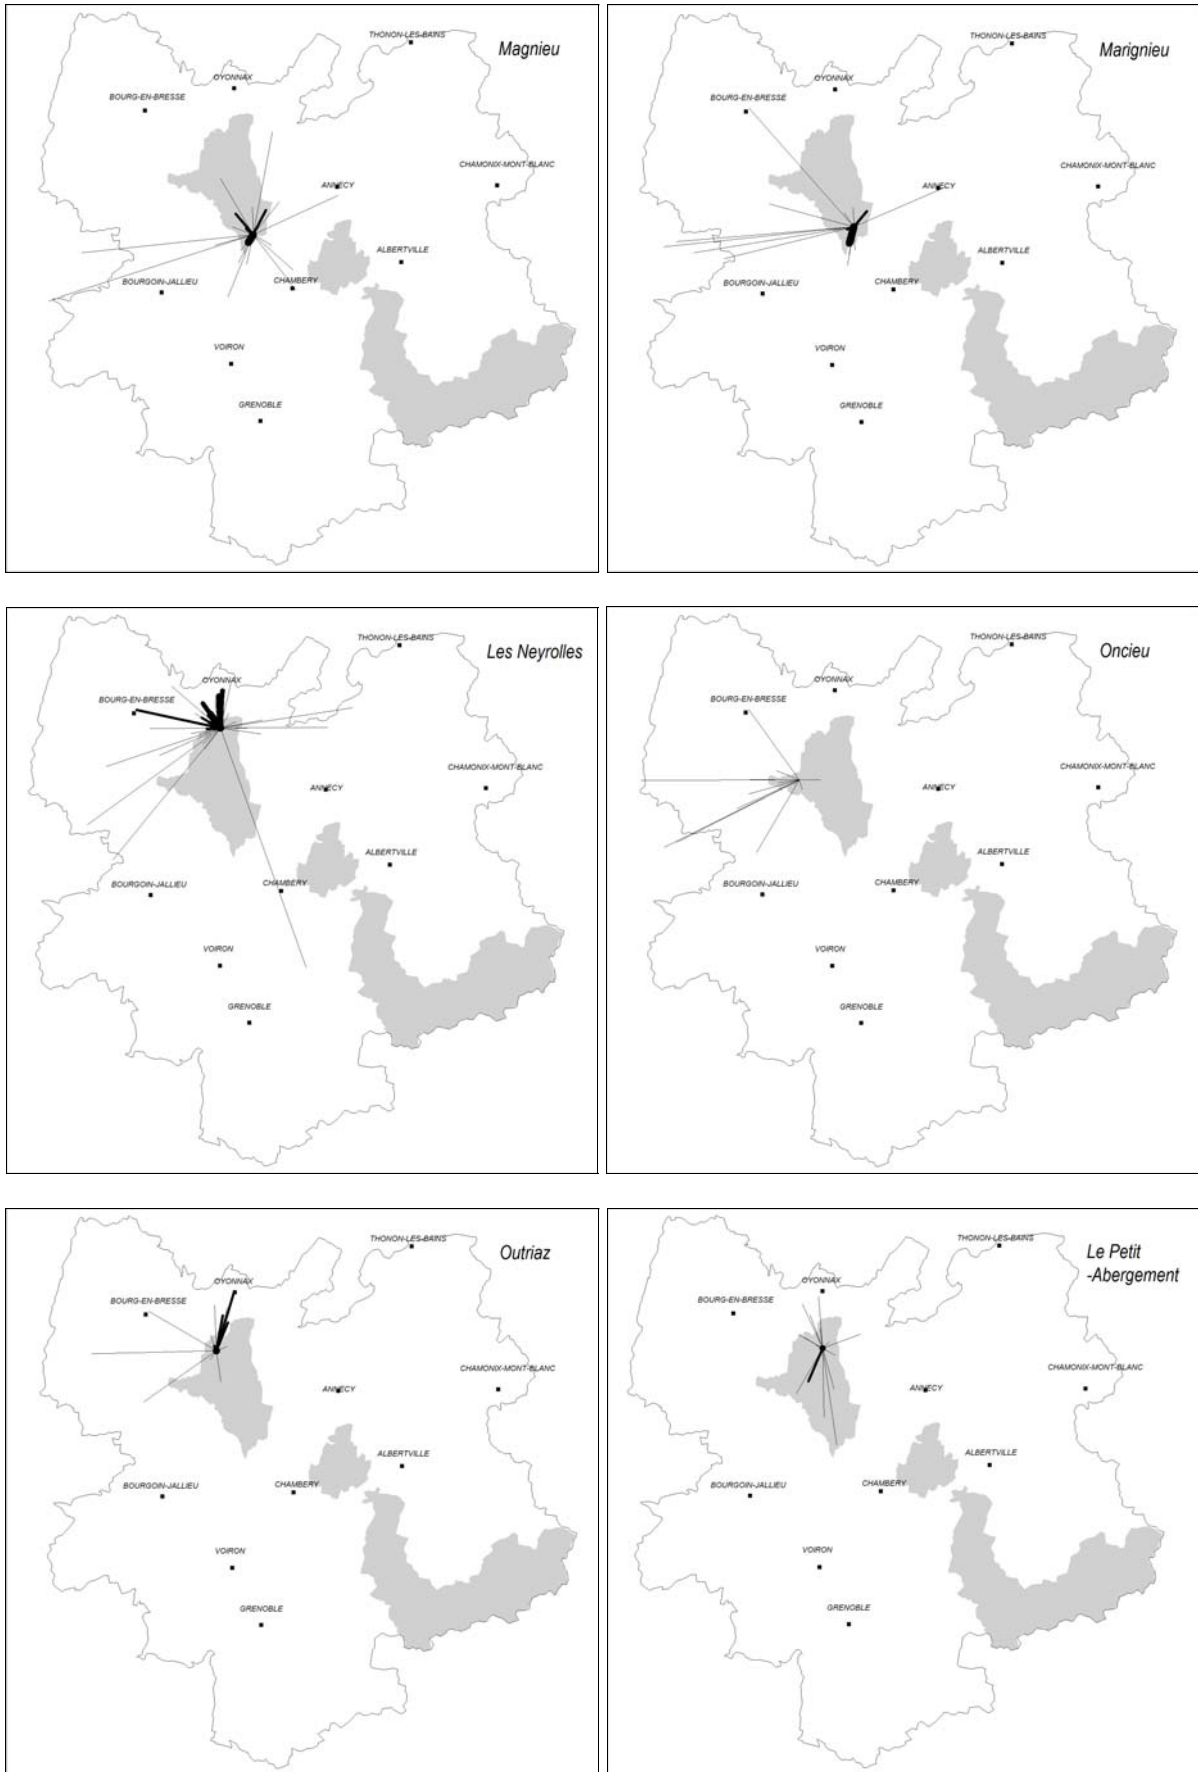 THONON-LES-BAINS
Magnieu
OYONNAX
BOURG-EN-BRESSE
CHAMONIX-MONT-BLANC
ANNECY
ALBERTVILLE
BOURGOIN-JALLIEU
CHAMBERY
VOIRON
GRENOBLE
THONON-LES-BAINS
Marignieu
OYONNAX
BOURG-EN-BRESSE
CHAMONIX-MONT-BLANC
ANNECY
ALBERTVILLE
BOURGOIN-JALLIEU
CHAMBERY
VOIRON
GRENOBLE
THONON-LES-BAINS
Les Neyrolles
OYONNAX
BOURG-EN-BRESSE
CHAMONIX-MONT-BLANC
ANNECY
ALBERTVILLE
BOURGOIN-JALLIEU
CHAMBERY
VOIRON
GRENOBLE
THONON-LES-BAINS
Oncieu
OYONNAX
BOURG-EN-BRESSE
CHAMONIX-MONT-BLANC
ANNECY
ALBERTVILLE
BOURGOIN-JALLIEU
CHAMBERY
VOIRON
GRENOBLE
THONON-LES-BAINS
Outriaz
OYONNAX
BOURG-EN-BRESSE
CHAMONIX-MONT-BLANC
ANNECY
ALBERTVILLE
BOURGOIN-JALLIEU
CHAMBERY
VOIRON
GRENOBLE
THONON-LES-BAINS
Le Petit
-Abergement
OYONNAX
BOURG-EN-BRESSE
CHAMONIX-MONT-BLANC
ANNECY
ALBERTVILLE
BOURGOIN-JALLIEU
CHAMBERY
VOIRON
GRENOBLE